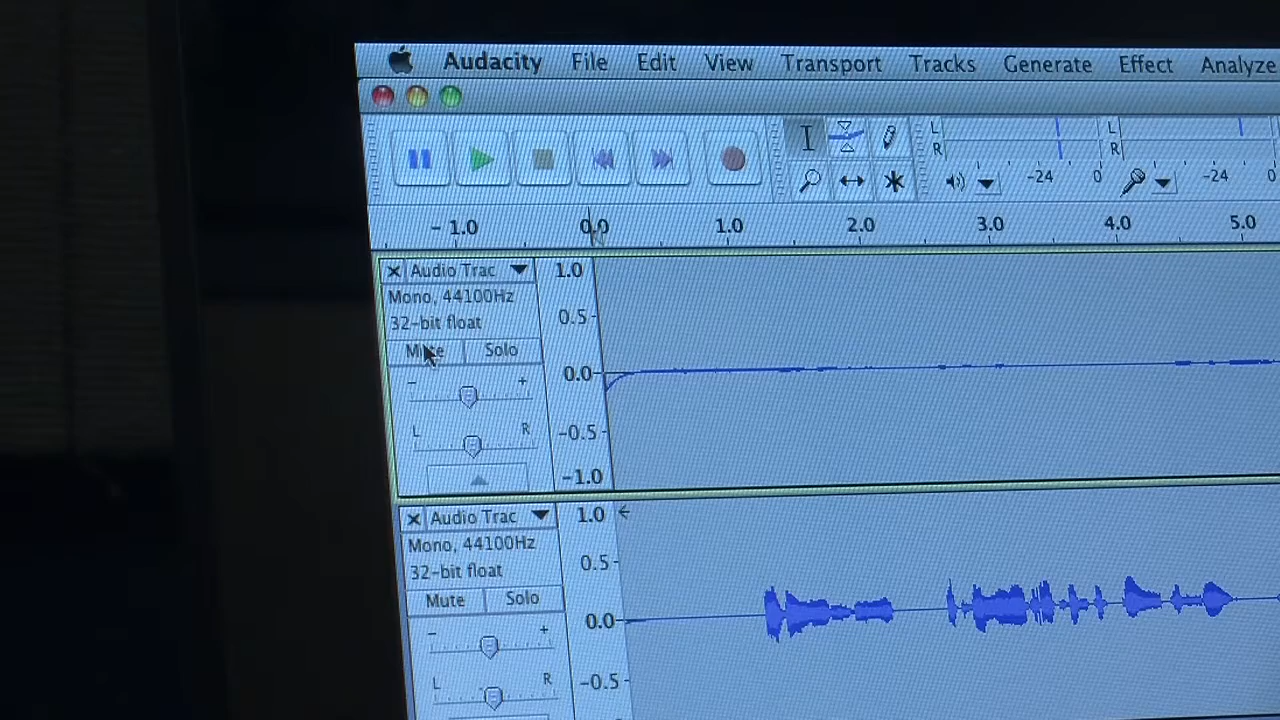 Audacity File Edit View Transport Tracks Generate Effect Analyze
L L
R R
-24 0 -24 0
- 1.0 0.0 1.0 2.0 3.0 4.0 5.0
Audio Trac 1.0
Mono, 44100Hz
32-bit float 0.5
Mute Solo
- + 0.0
L R -0.5
-1.0
Audio Trac 1.0
Mono, 44100Hz 0.5
32-bit float
Mute Solo 0.0
- +
L R -0.5